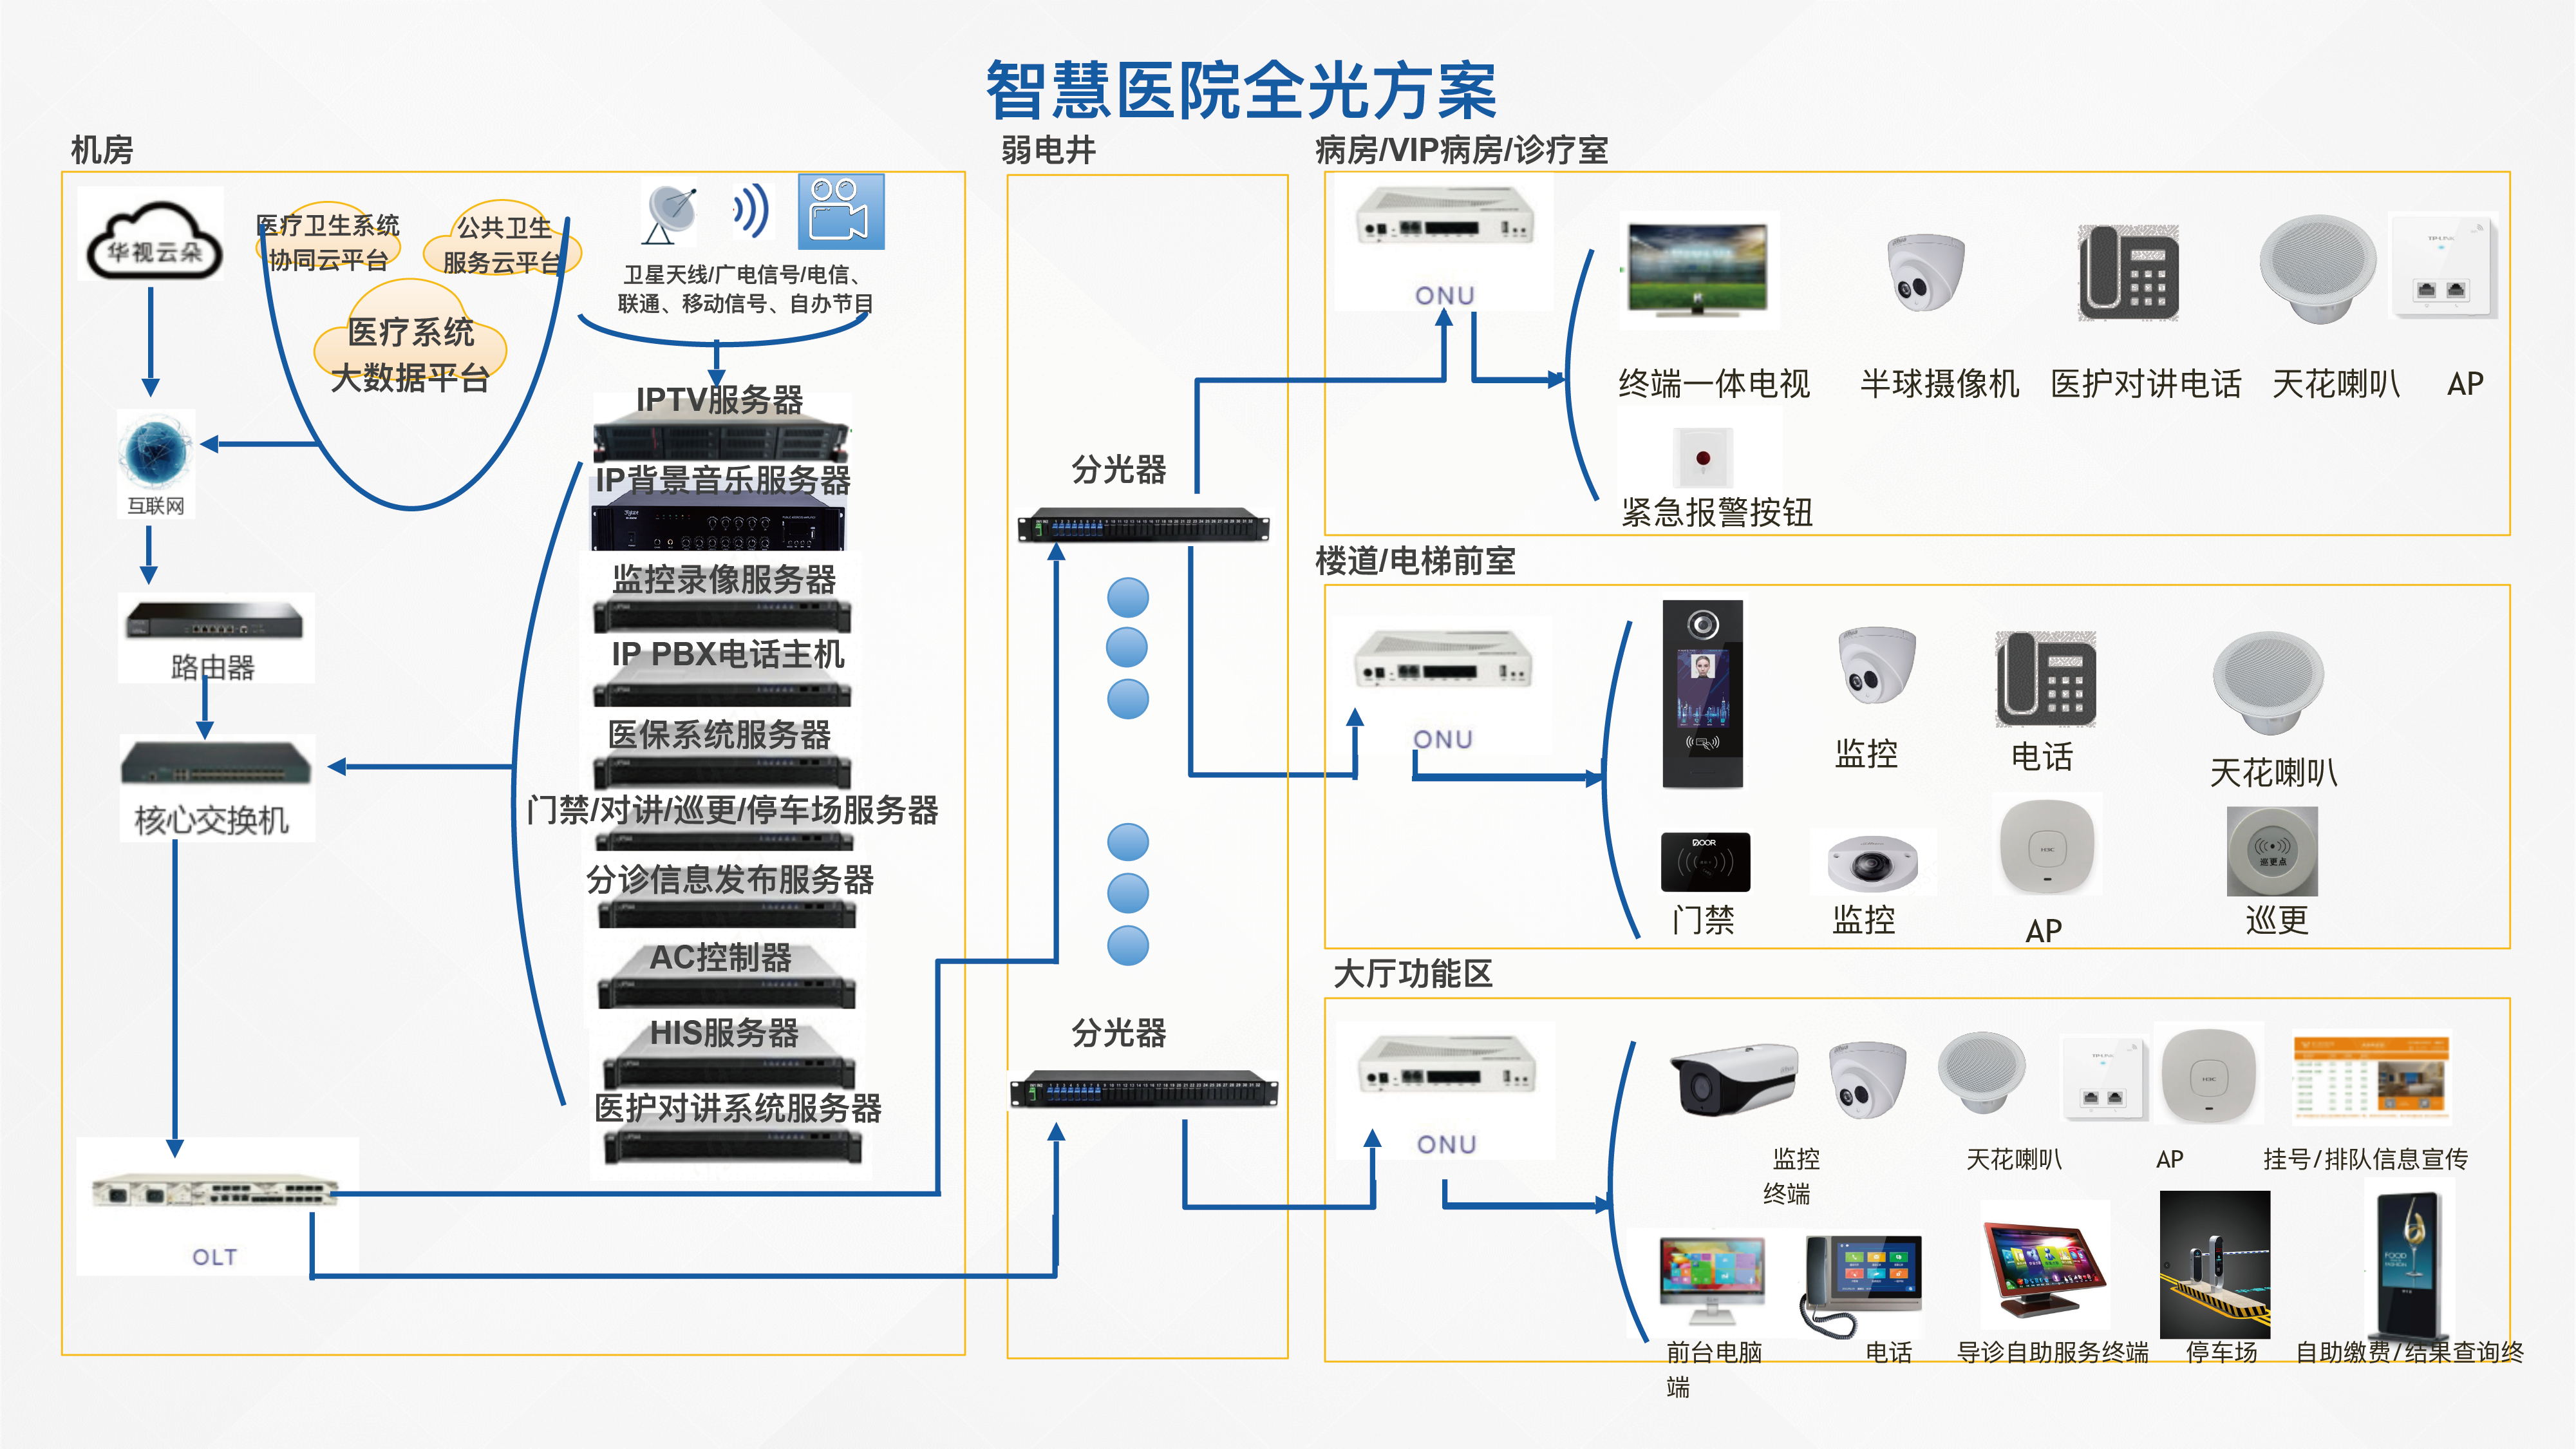 智慧医院全光方案
机房
弱电井
病房/VIP病房/诊疗室
华视云朵
医疗卫生系统
协同云平台
公共卫生
服务云平台
医疗系统
大数据平台
卫星天线/广电信号/电信、
联通、移动信号、自办节目
互联网
路由器
核心交换机
OLT
IPTV服务器
IP背景音乐服务器
监控录像服务器
IP PBX电话主机
医保系统服务器
门禁/对讲/巡更/停车场服务器
分诊信息发布服务器
AC控制器
HIS服务器
医护对讲系统服务器
分光器
分光器
ONU
终端一体电视
半球摄像机
医护对讲电话
天花喇叭
AP
紧急报警按钮
楼道/电梯前室
ONU
监控
电话
天花喇叭
DOOR
H3C
巡更点
门禁
监控
AP
巡更
大厅功能区
ONU
H3C
监控
终端
天花喇叭
AP
挂号/排队信息宣传
FOOD
前台电脑
电话
导诊自助服务终端
停车场
自助缴费/结果查询终
端